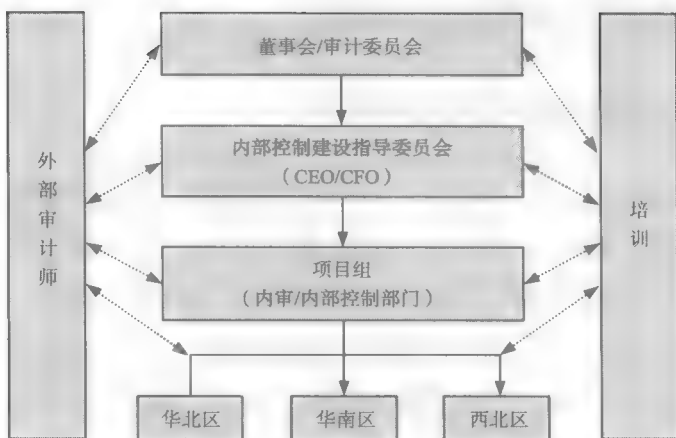 董事会/审计委员会
内部控制建设指导委员会
（CEO/CFO）
外部审计师
培训
项目组
（内审/内部控制部门）
华北区
华南区
西北区